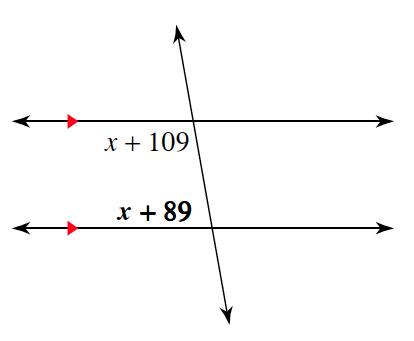 x + 109
x + 89